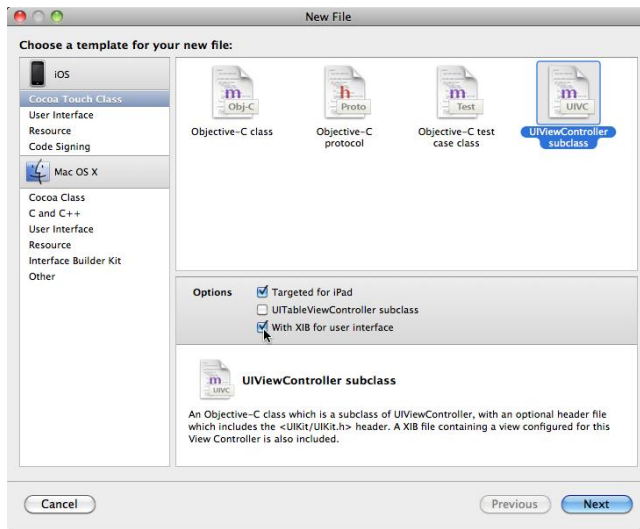 New File
Choose a template for your new file:
iOS
Cocoa Touch Class
User Interface
Resource
Code Signing
Mac OS X
Cocoa Class
C and C++
User Interface
Resource
Interface Builder Kit
Other
m
Obj-C
h
Proto
m
Test
m
UIVC
Objective-C class
Objective-C
protocol
Objective-C test
case class
UIViewController
subclass
Options
Targeted for iPad
UITableViewController subclass
With XIB for user interface
m
UIVC
UIViewController subclass
An Objective-C class which is a subclass of UIViewController, with an optional header file
which includes the <UIKit/UIKit.h> header. A XIB file containing a view configured for this
View Controller is also included.
Cancel
Previous
Next